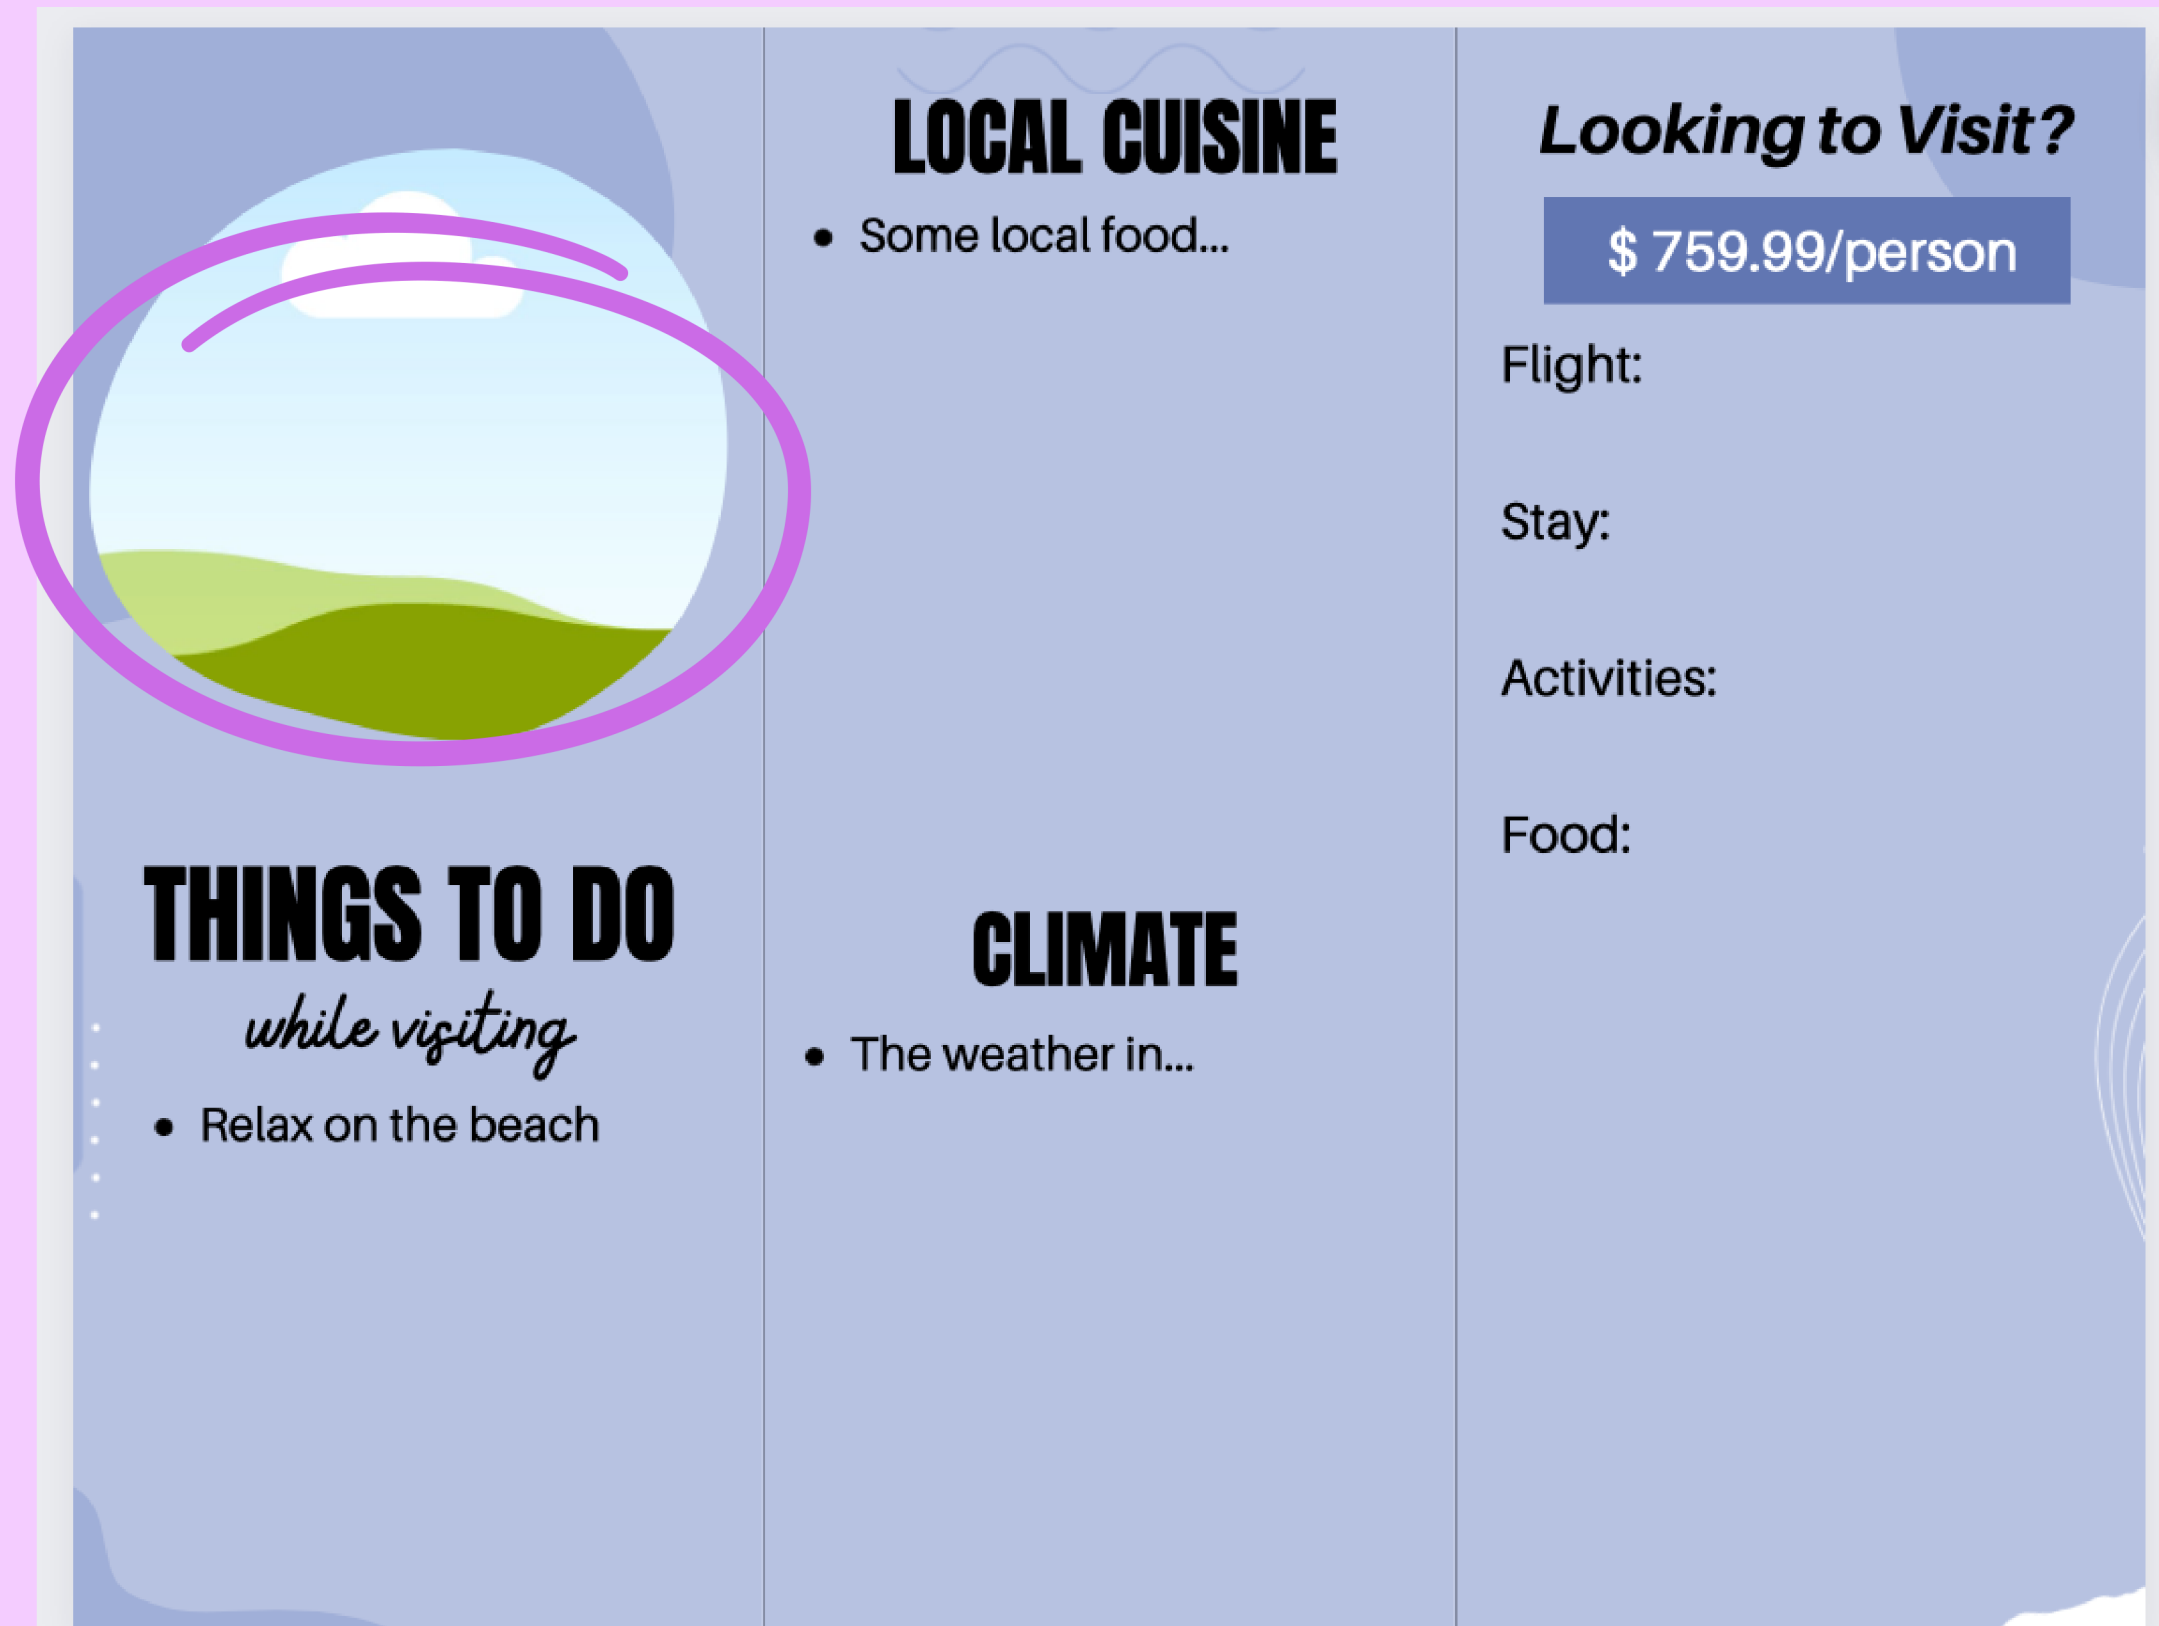 THINGS TO DO
while visiting
• Relax on the beach
LOCAL CUISINE
• Some local food...
CLIMATE
• The weather in...
Looking to Visit?
$ 759.99/person
Flight:
Stay:
Activities:
Food: